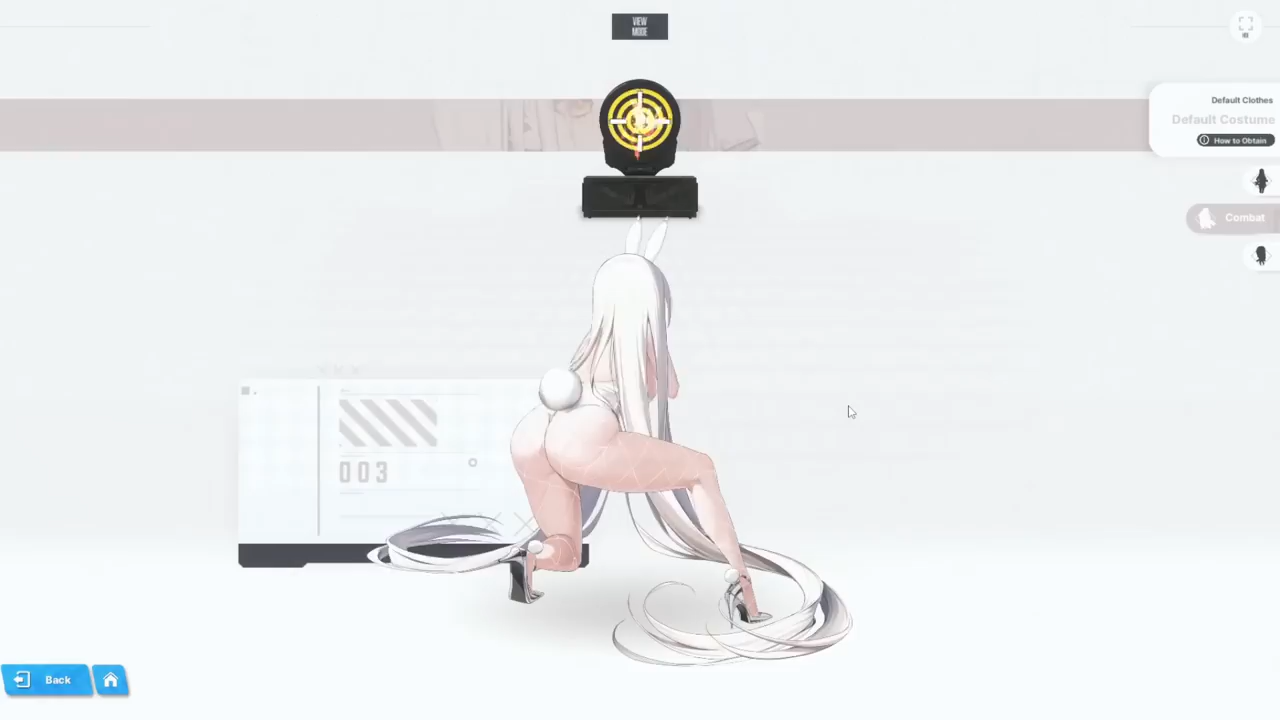 VIEW
MODE
Default Clothes
Default Costume
How to Obtain
Combat
003
Back